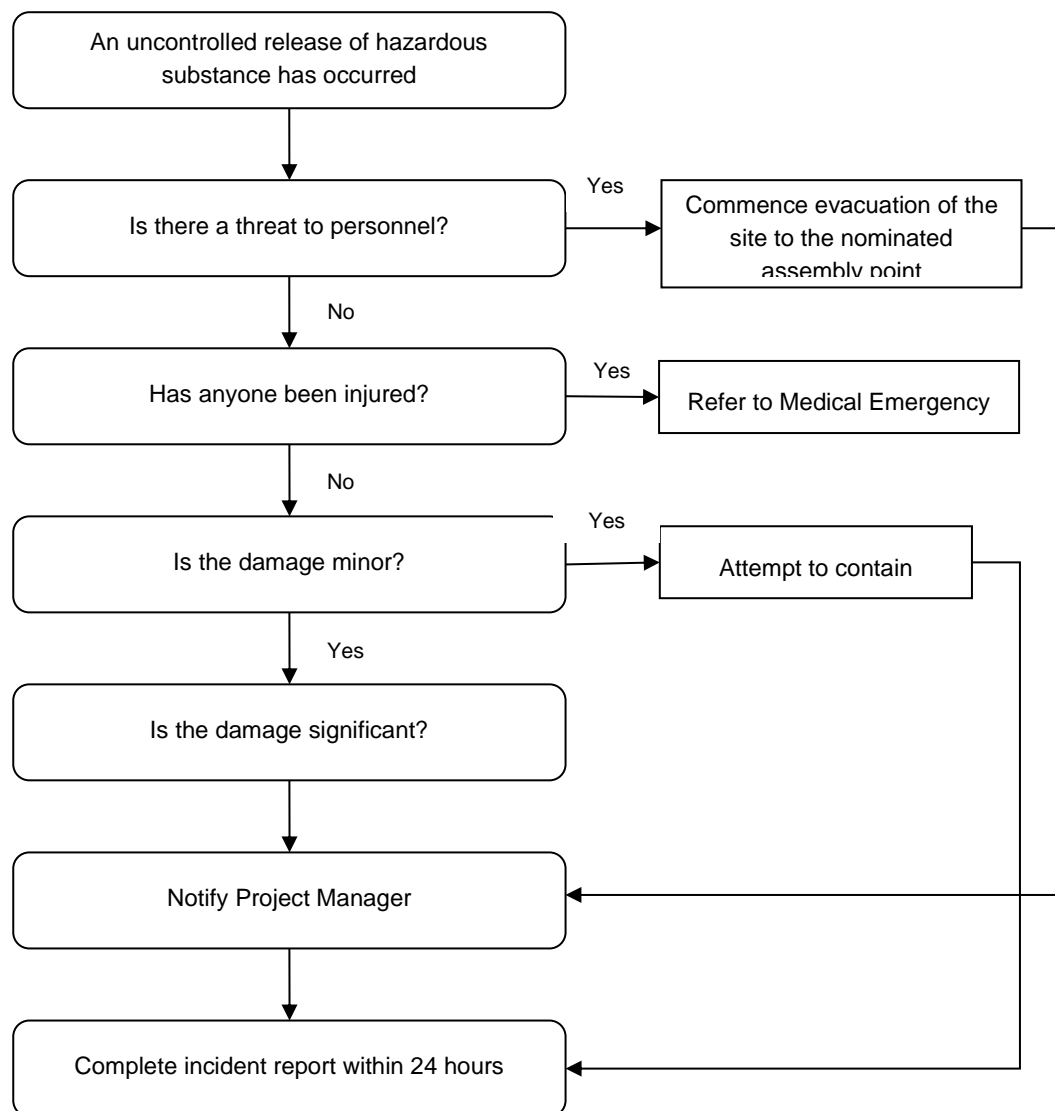 An uncontrolled release of hazardous
substance has occurred
Yes
Is there a threat to personnel?
Commence evacuation of the
site to the nominated
assembly point
No
Yes
Has anyone been injured?
Refer to Medical Emergency
No
Yes
Is the damage minor?
Attempt to contain
Yes
Is the damage significant?
Notify Project Manager
Complete incident report within 24 hours